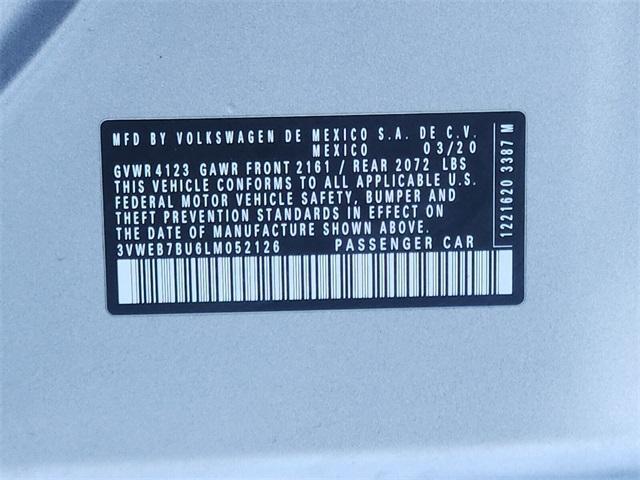 MFD BY VOLKSWAGEN DE MEXICO S.A. DE C.V.
MEXICO 03/20
GVWR 4123 GAWR FRONT 2161 / REAR 2072 LBS
THIS VEHICLE CONFORMS TO ALL APPLICABLE U.S.
FEDERAL MOTOR VEHICLE SAFETY, BUMPER AND
THEFT PREVENTION STANDARDS IN EFFECT ON
THE DATE OF MANUFACTURE SHOWN ABOVE.
3VWEB7BU6LM052126 PASSENGER CAR
1221620 3387 M